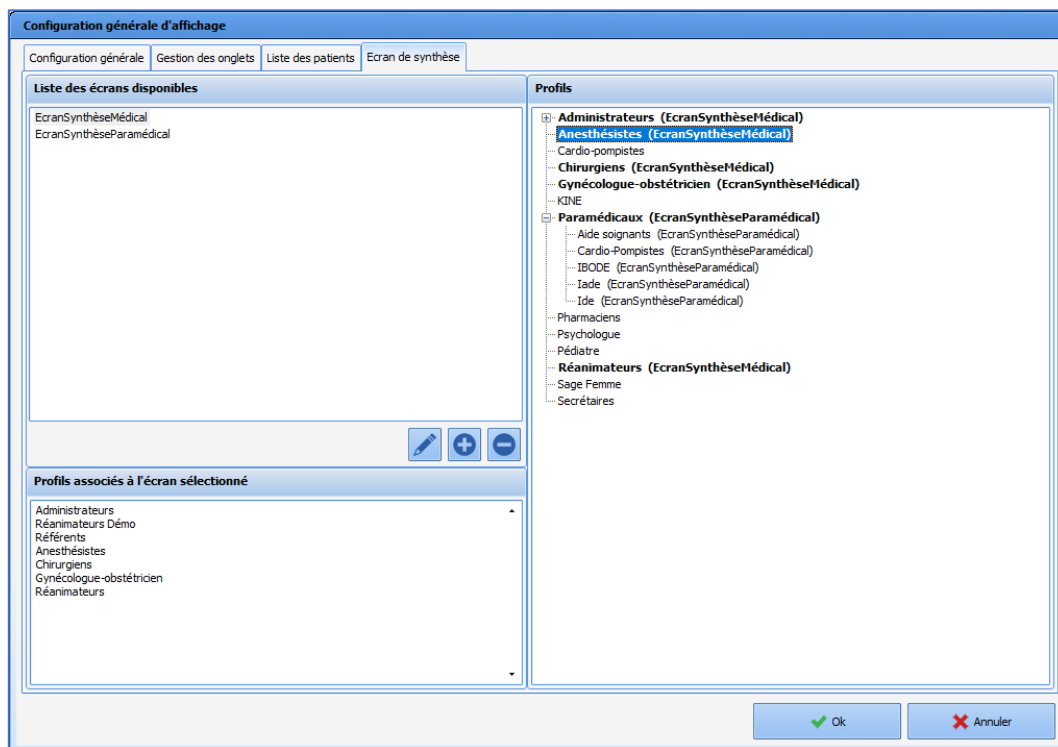 Configuration générale d'affichage
Configuration générale
Gestion des onglets
Liste des patients
Ecran de synthèse
Liste des écrans disponibles
EcranSynthèseMédical
EcranSynthèseParamédical
Profils associés à l'écran sélectionné
Administrateurs
Réanimateurs Démo
Référents
Anesthésistes
Chirurgiens
Gynécologue-obstétricien
Réanimateurs
Profils
Administrateurs (EcranSynthèseMédical)
Anesthésistes (EcranSynthèseMédical)
Cardio-pompistes
Chirurgiens (EcranSynthèseMédical)
Gynécologue-obstétricien (EcranSynthèseMédical)
KINE
Paramédicaux (EcranSynthèseParamédical)
Aide soignants (EcranSynthèseParamédical)
Cardio-Pompistes (EcranSynthèseParamédical)
IBODE (EcranSynthèseParamédical)
Iade (EcranSynthèseParamédical)
Ide (EcranSynthèseParamédical)
Pharmaciens
Psychologue
Pédiatre
Réanimateurs (EcranSynthèseMédical)
Sage Femme
Secrétaires
Ok
Annuler